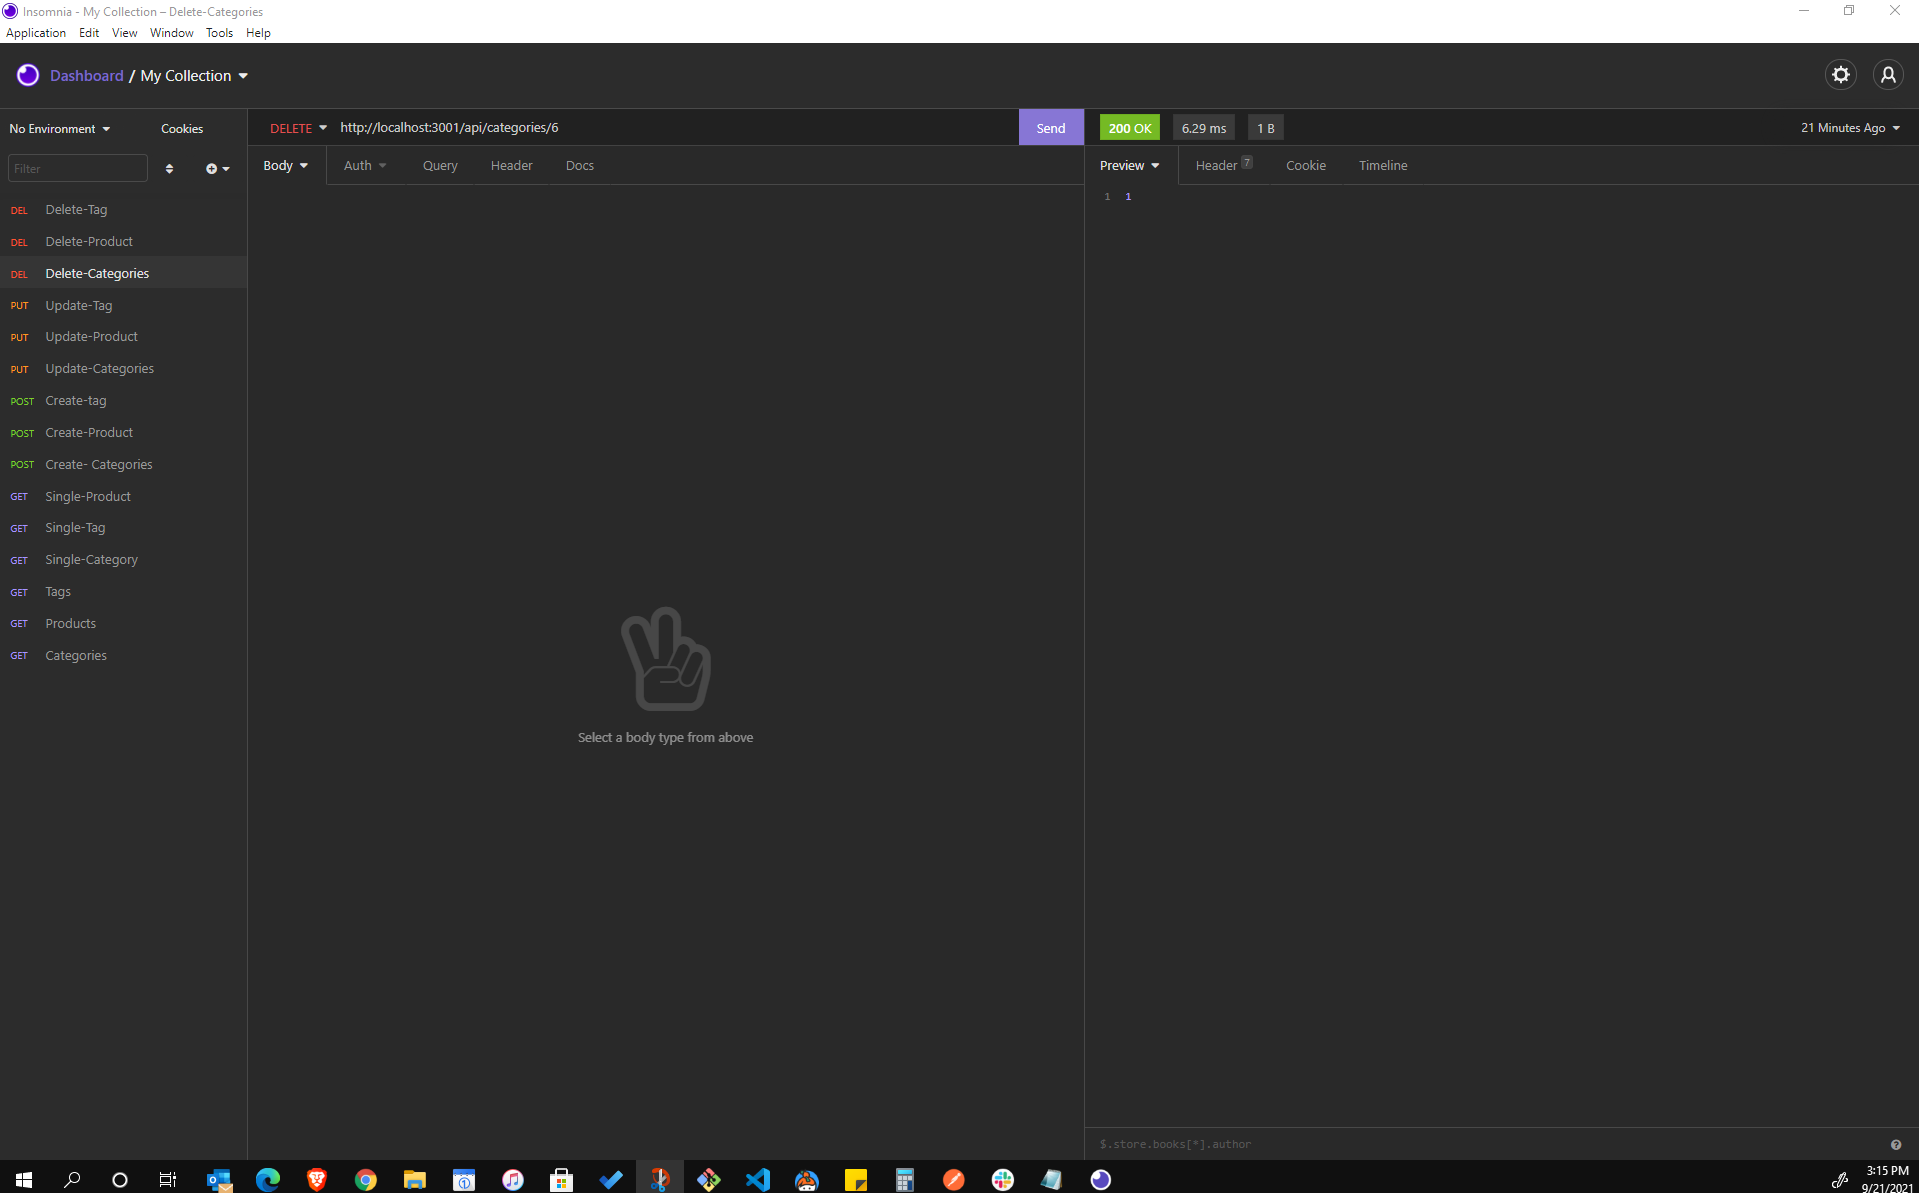 Insomnia - My Collection – Delete-Categories
Application Edit View Window Tools Help
Dashboard / My Collection
No Environment Cookies
Filter
DEL Delete-Tag
DEL Delete-Product
DEL Delete-Categories
PUT Update-Tag
PUT Update-Product
PUT Update-Categories
POST Create-tag
POST Create-Product
POST Create- Categories
GET Single-Product
GET Single-Tag
GET Single-Category
GET Tags
GET Products
GET Categories
DELETE http://localhost:3001/api/categories/6 Send
Body Auth Query Header Docs
Select a body type from above
200 OK 6.29 ms 1 B 21 Minutes Ago
Preview Header 7 Cookie Timeline
1 1
$.store.books[*].author
3:15 PM
9/21/2021